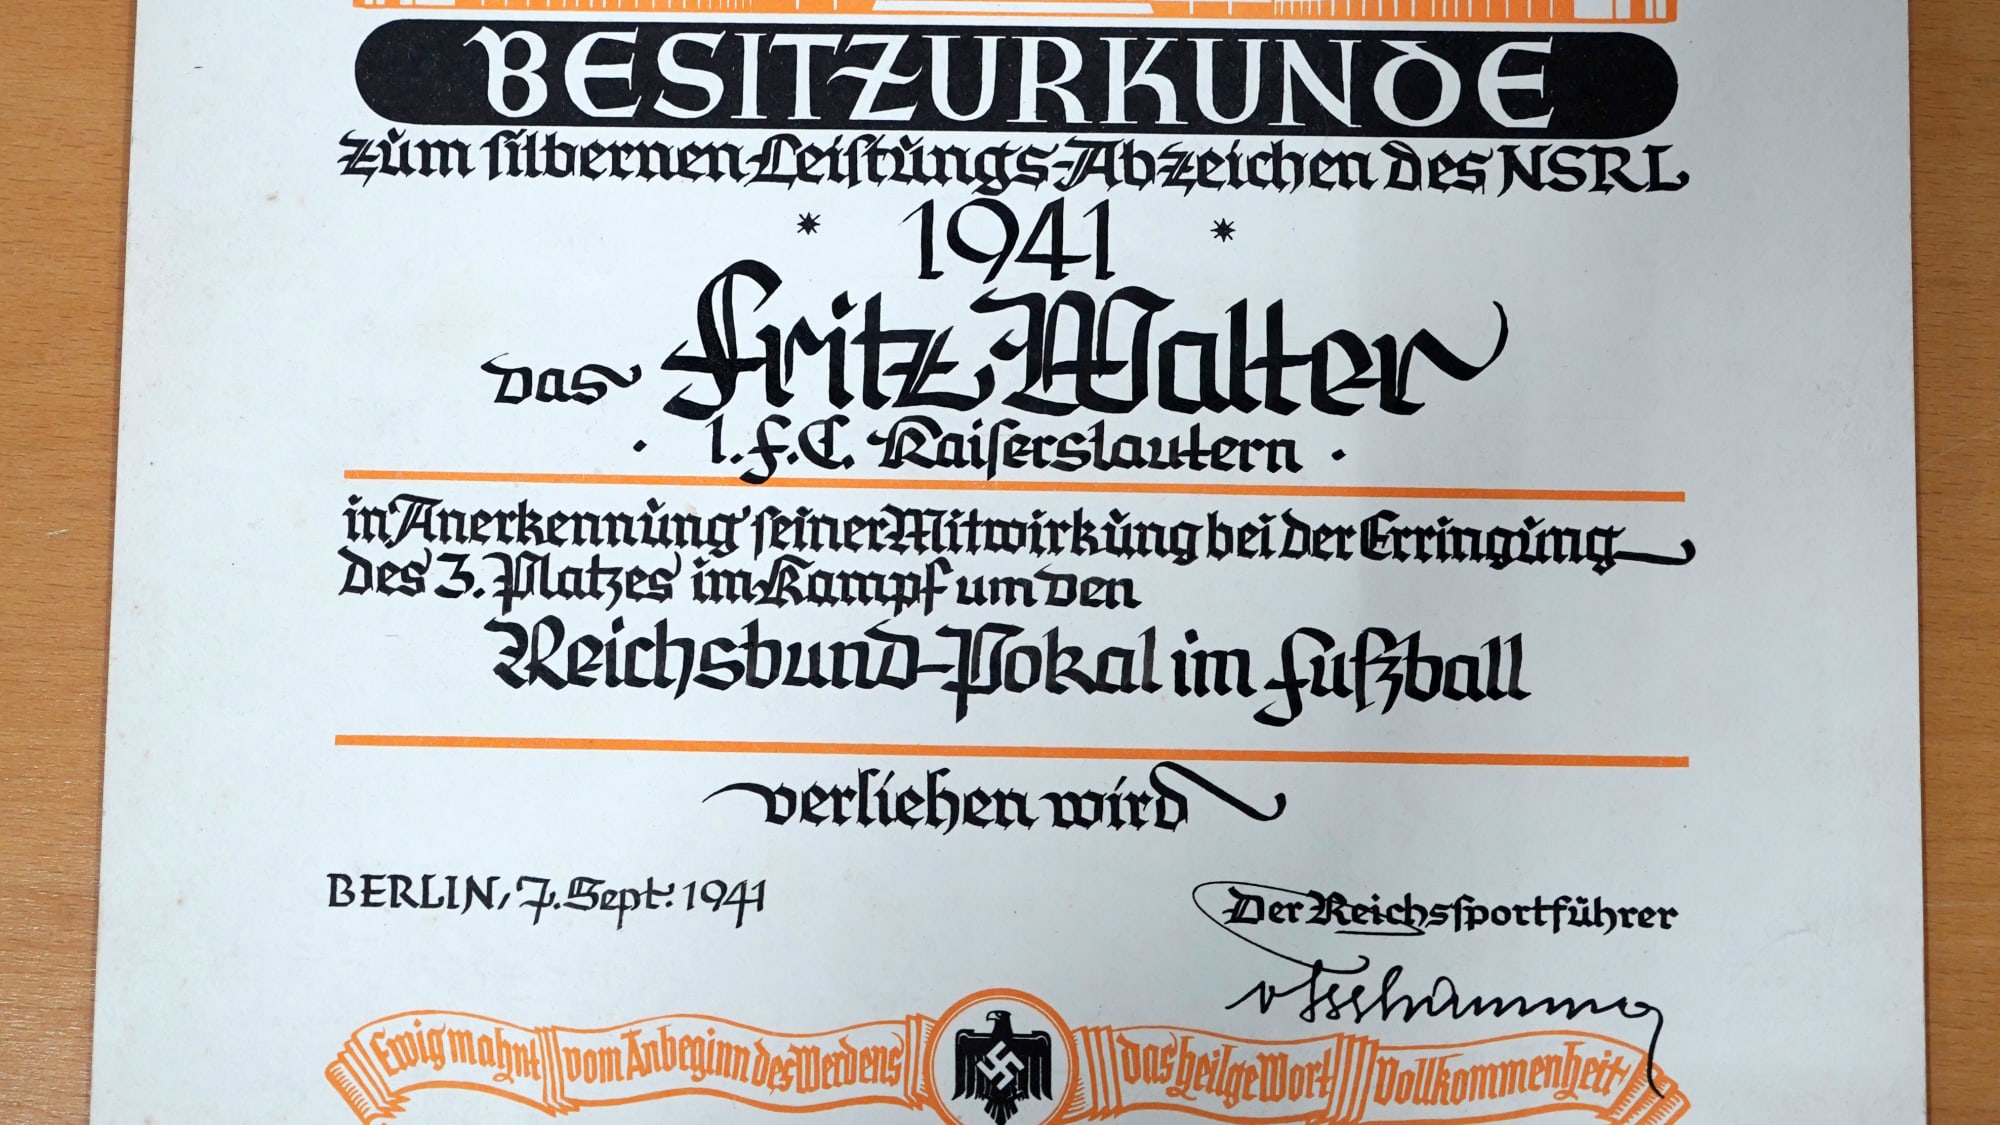 BESITZURKUNDE
zum silbernen Leistungs-Abzeichen des NSRL
* 1941 *
das Fritz Walter
· 1. F.C. Kaiserslautern ·
in Anerkennung seiner Mitwirkung bei der Erringung
des 3. Platzes im Kampf um den
Reichsbund-Pokal im Fußball
verliehen wird
BERLIN, 7. Sept. 1941
Der Reichssportführer
v Tschammer
Ewig mahnt vom Anbeginn des Werdens das heilge Wort Vollkommenheit